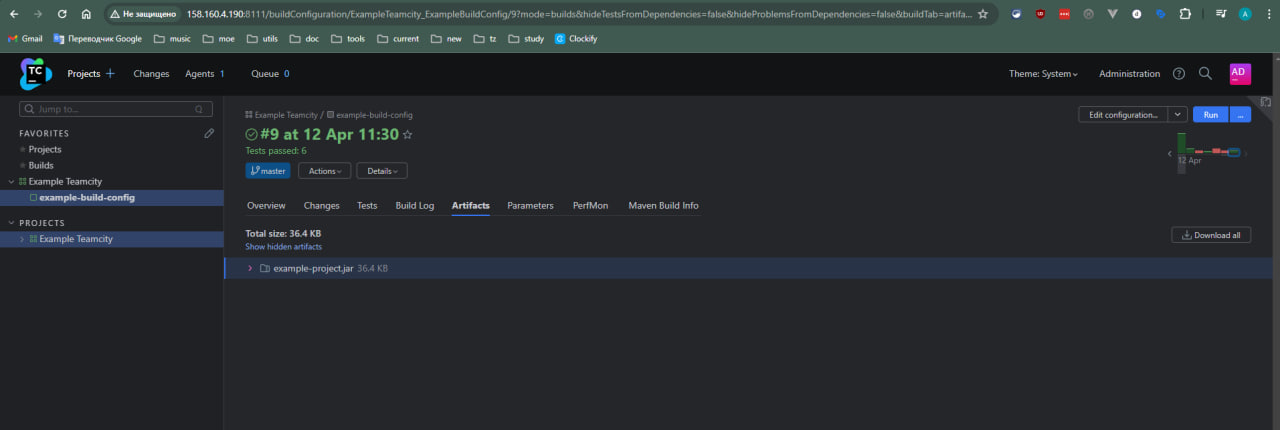 Не защищено 158.160.4.190:8111/buildConfiguration/ExampleTeamcity_ExampleBuildConfig/9?mode=builds&hideTestsFromDependencies=false&hideProblemsFromDependencies=false&buildTab=artifa...
Gmail Переводчик Google music moe utils doc tools current new tz study Clockify
TC Projects Changes Agents 1 Queue 0 Theme: System Administration AD
Jump to... Q
FAVORITES
Projects
Builds
Example Teamcity
example-build-config
PROJECTS
Example Teamcity
Example Teamcity / example-build-config
Edit configuration... Run ...
#9 at 12 Apr 11:30
Tests passed: 6
12 Apr
master Actions Details
Overview Changes Tests Build Log Artifacts Parameters PerfMon Maven Build Info
Total size: 36.4 KB
Show hidden artifacts
Download all
example-project.jar 36.4 KB